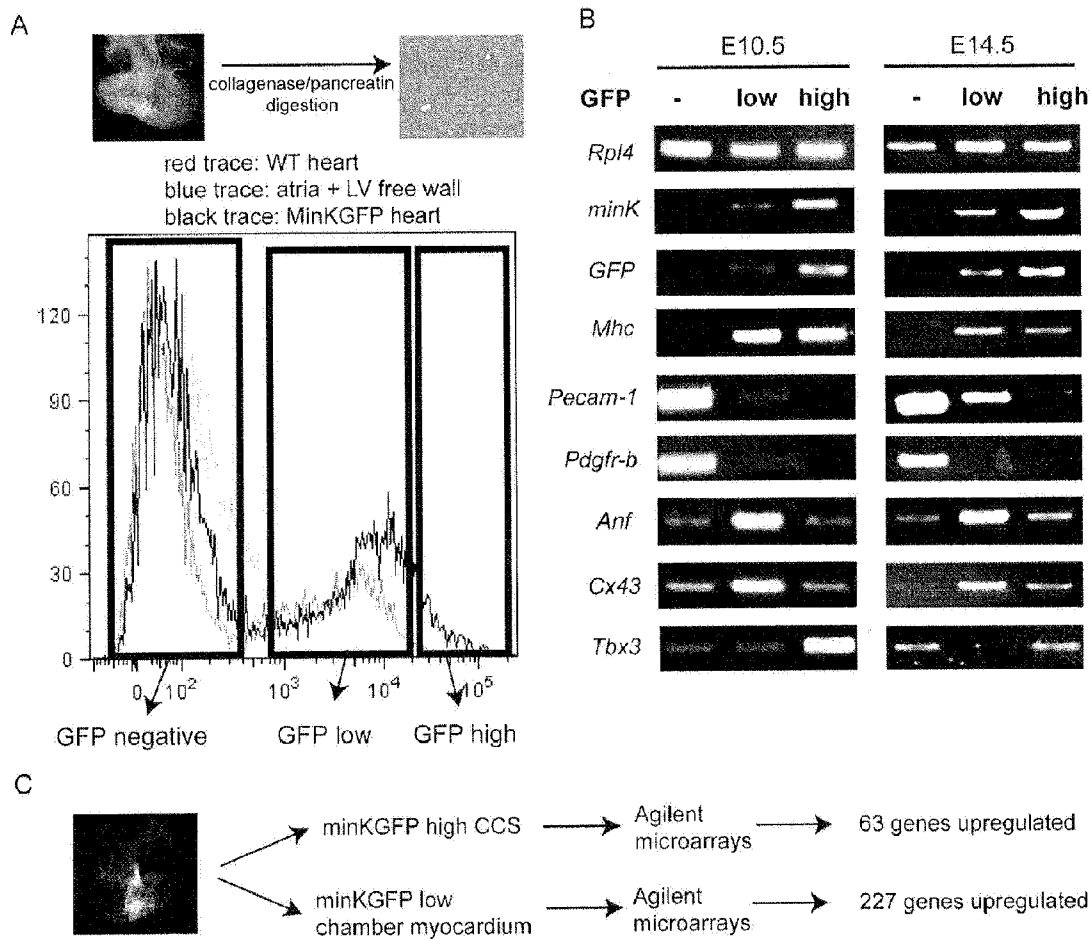 A
collagenase/pancreatin
digestion
red trace: WT heart
blue trace: atria + LV free wall
black trace: MinKGFP heart
120
90
60
30
0
0 10² 10³ 10⁴ 10⁵
GFP negative GFP low GFP high
B
E10.5 E14.5
GFP - low high - low high
Rpl4
minK
GFP
Mhc
Pecam-1
Pdgfr-b
Anf
Cx43
Tbx3
C
minKGFP high CCS
Agilent
microarrays
63 genes upregulated
minKGFP low
chamber myocardium
Agilent
microarrays
227 genes upregulated